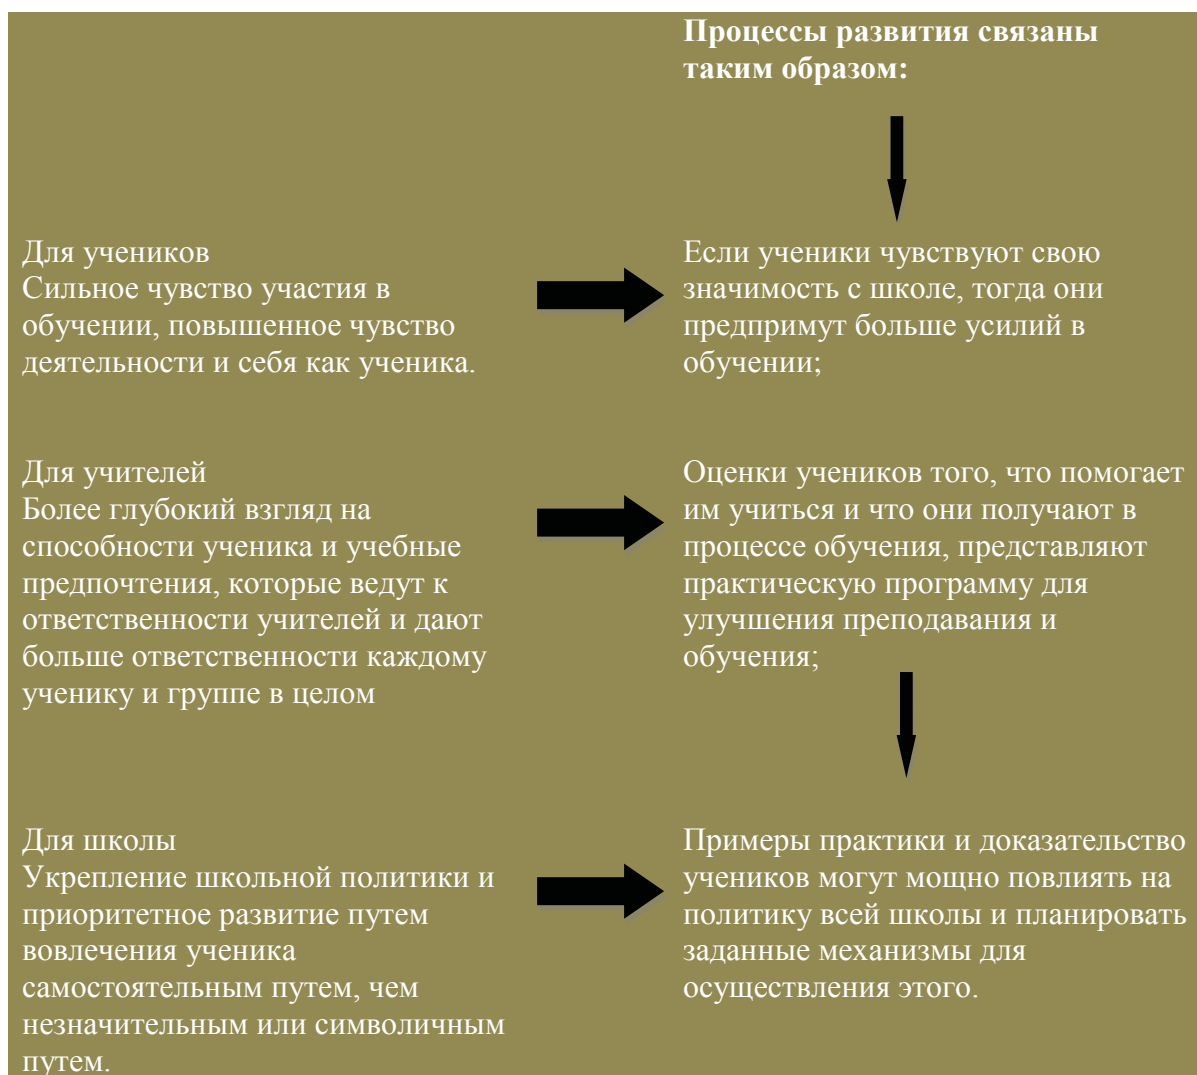 Процессы развития связаны
таким образом:
Для учеников
Сильное чувство участия в
обучении, повышенное чувство
деятельности и себя как ученика.
Если ученики чувствуют свою
значимость с школе, тогда они
предпримут больше усилий в
обучении;
Для учителей
Более глубокий взгляд на
способности ученика и учебные
предпочтения, которые ведут к
ответственности учителей и дают
больше ответственности каждому
ученику и группе в целом
Оценки учеников того, что помогает
им учиться и что они получают в
процессе обучения, представляют
практическую программу для
улучшения преподавания и
обучения;
Для школы
Укрепление школьной политики и
приоритетное развитие путем
вовлечения ученика
самостоятельным путем, чем
незначительным или символичным
путем.
Примеры практики и доказательство
учеников могут мощно повлиять на
политику всей школы и планировать
заданные механизмы для
осуществления этого.